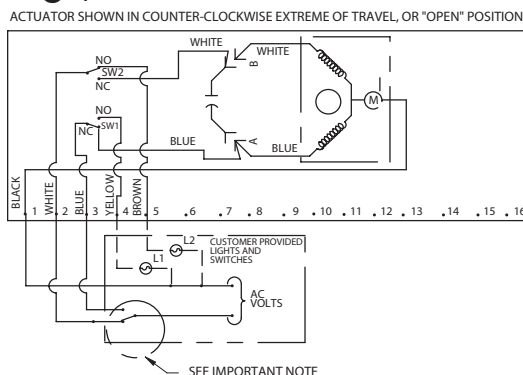 ACTUATOR SHOWN IN COUNTER-CLOCKWISE EXTREME OF TRAVEL, OR "OPEN" POSITION
WHITE
WHITE
NO
SW2
NC
B
NO
M
NC
SW1
BLUE
A
BLUE
BLACK
WHITE
BLUE
YELLOW
BROWN
1 2 3 4 5 6 7 8 9 10 11 12 13 14 15 16
L2
CUSTOMER PROVIDED
LIGHTS AND
SWITCHES
L1
AC
VOLTS
SEE IMPORTANT NOTE